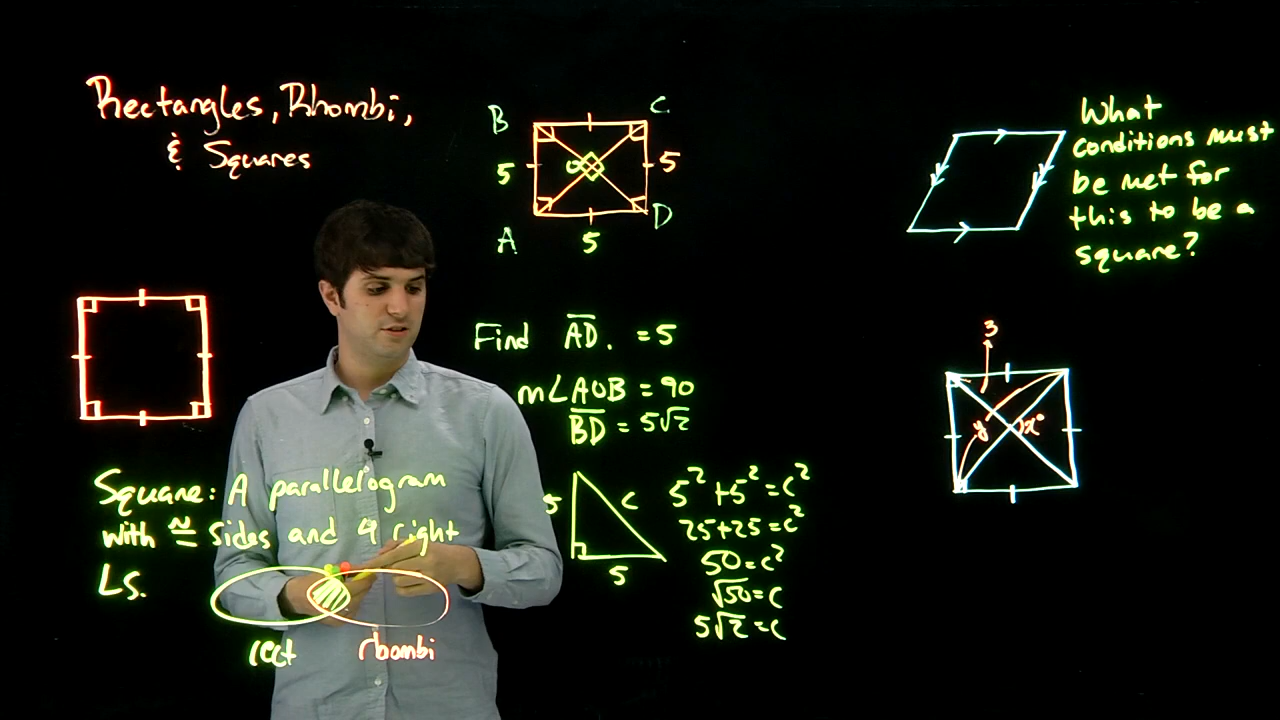 Rectangles, Rhombi,
& Squares
B
C
5
O
5
A
D
5
Find AD. = 5
m∠AOB = 90
BD = 5√2
Square: A parallelogram
with ≅ sides and 4 right
∠s.
rect
rhombi
5
c
5
5² + 5² = c²
25 + 25 = c²
50 = c²
√50 = c
5√2 = c
What
conditions must
be met for
this to be a
square?
3
y
x°